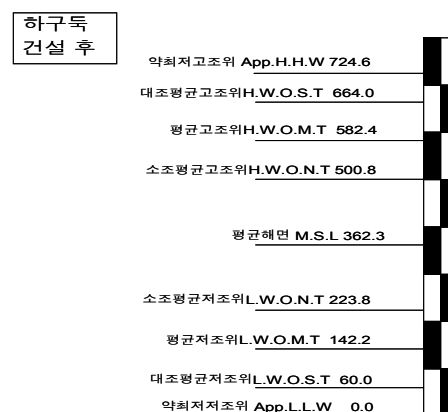 하구둑
건설 후
약최저고조위 App.H.H.W 724.6
대조평균고조위H.W.O.S.T 664.0
평균고조위H.W.O.M.T 582.4
소조평균고조위H.W.O.N.T 500.8
평균해면 M.S.L 362.3
소조평균저조위L.W.O.N.T 223.8
평균저조위L.W.O.M.T 142.2
대조평균저조위L.W.O.S.T 60.0
약최저저조위 App.L.L.W 0.0